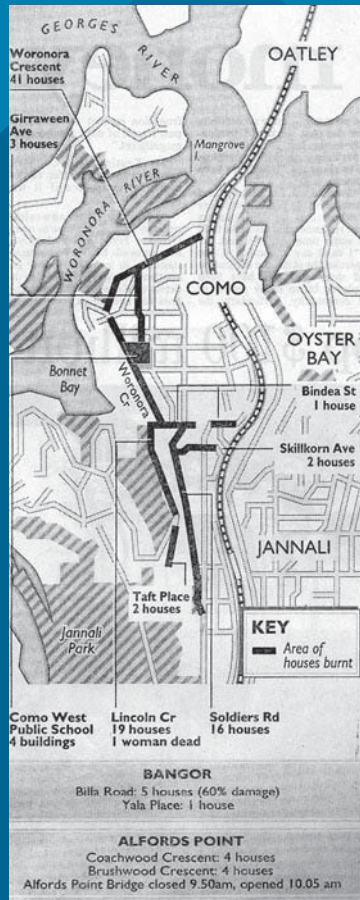 GEORGES
RIVER
Woronora
Crescent
41 houses
OATLEY
Girraween
Ave
3 houses
Mangrove
I.
WORONORA RIVER
COMO
OYSTER
BAY
Bonnet
Bay
Woronora
Cr
Bindea St
1 house
Skillkorn Ave
2 houses
JANNALI
Taft Place
2 houses
Jannali
Park
KEY
Area of
houses burnt
Como West
Public School
4 buildings
Lincoln Cr
19 houses
1 woman dead
Soldiers Rd
16 houses
BANGOR
Billa Road: 5 houses (60% damage)
Yala Place: 1 house
ALFORDS POINT
Coachwood Crescent: 4 houses
Brushwood Crescent: 4 houses
Alfords Point Bridge closed 9.50am, opened 10.05 am